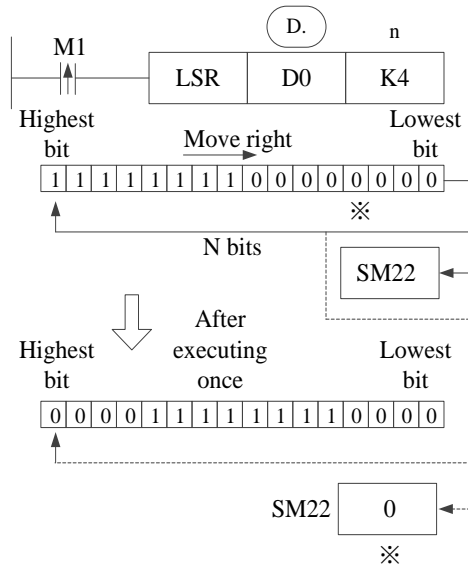 D. n
M1
LSR D0 K4
Highest bit Move right Lowest bit
1 1 1 1 1 1 1 1 0 0 0 0 0 0 0 0
※
N bits
SM22
Highest bit After executing once Lowest bit
0 0 0 0 1 1 1 1 1 1 1 1 0 0 0 0
SM22 0
※